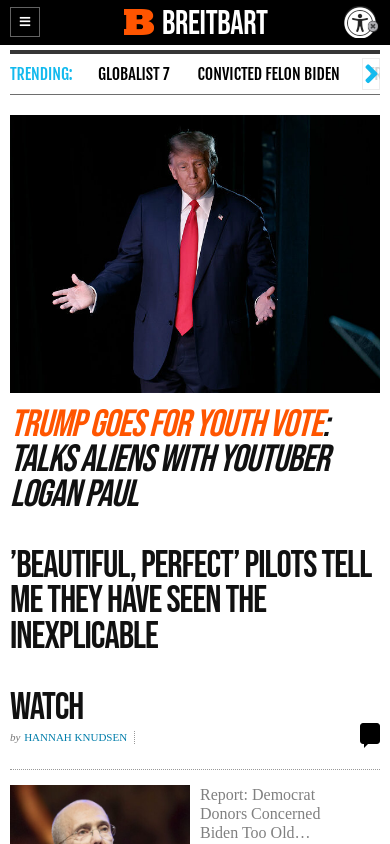 BREITBART
TRENDING: GLOBALIST 7 CONVICTED FELON BIDEN
TRUMP GOES FOR YOUTH VOTE:
TALKS ALIENS WITH YOUTUBER
LOGAN PAUL
’BEAUTIFUL, PERFECT’ PILOTS TELL
ME THEY HAVE SEEN THE
INEXPLICABLE
WATCH
by HANNAH KNUDSEN
Report: Democrat
Donors Concerned
Biden Too Old…